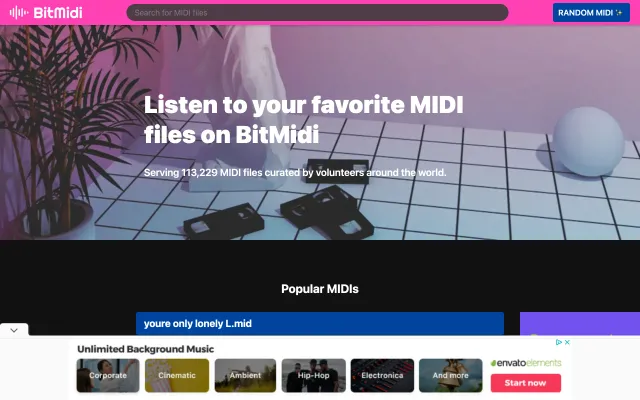 BitMidi
Search for MIDI files
RANDOM MIDI
Listen to your favorite MIDI
files on BitMidi
Serving 113,229 MIDI files curated by volunteers around the world.
Popular MIDIs
youre only lonely L.mid
Unlimited Background Music
Corporate
Cinematic
Ambient
Hip-Hop
Electronica
And more
envatoelements
Start now